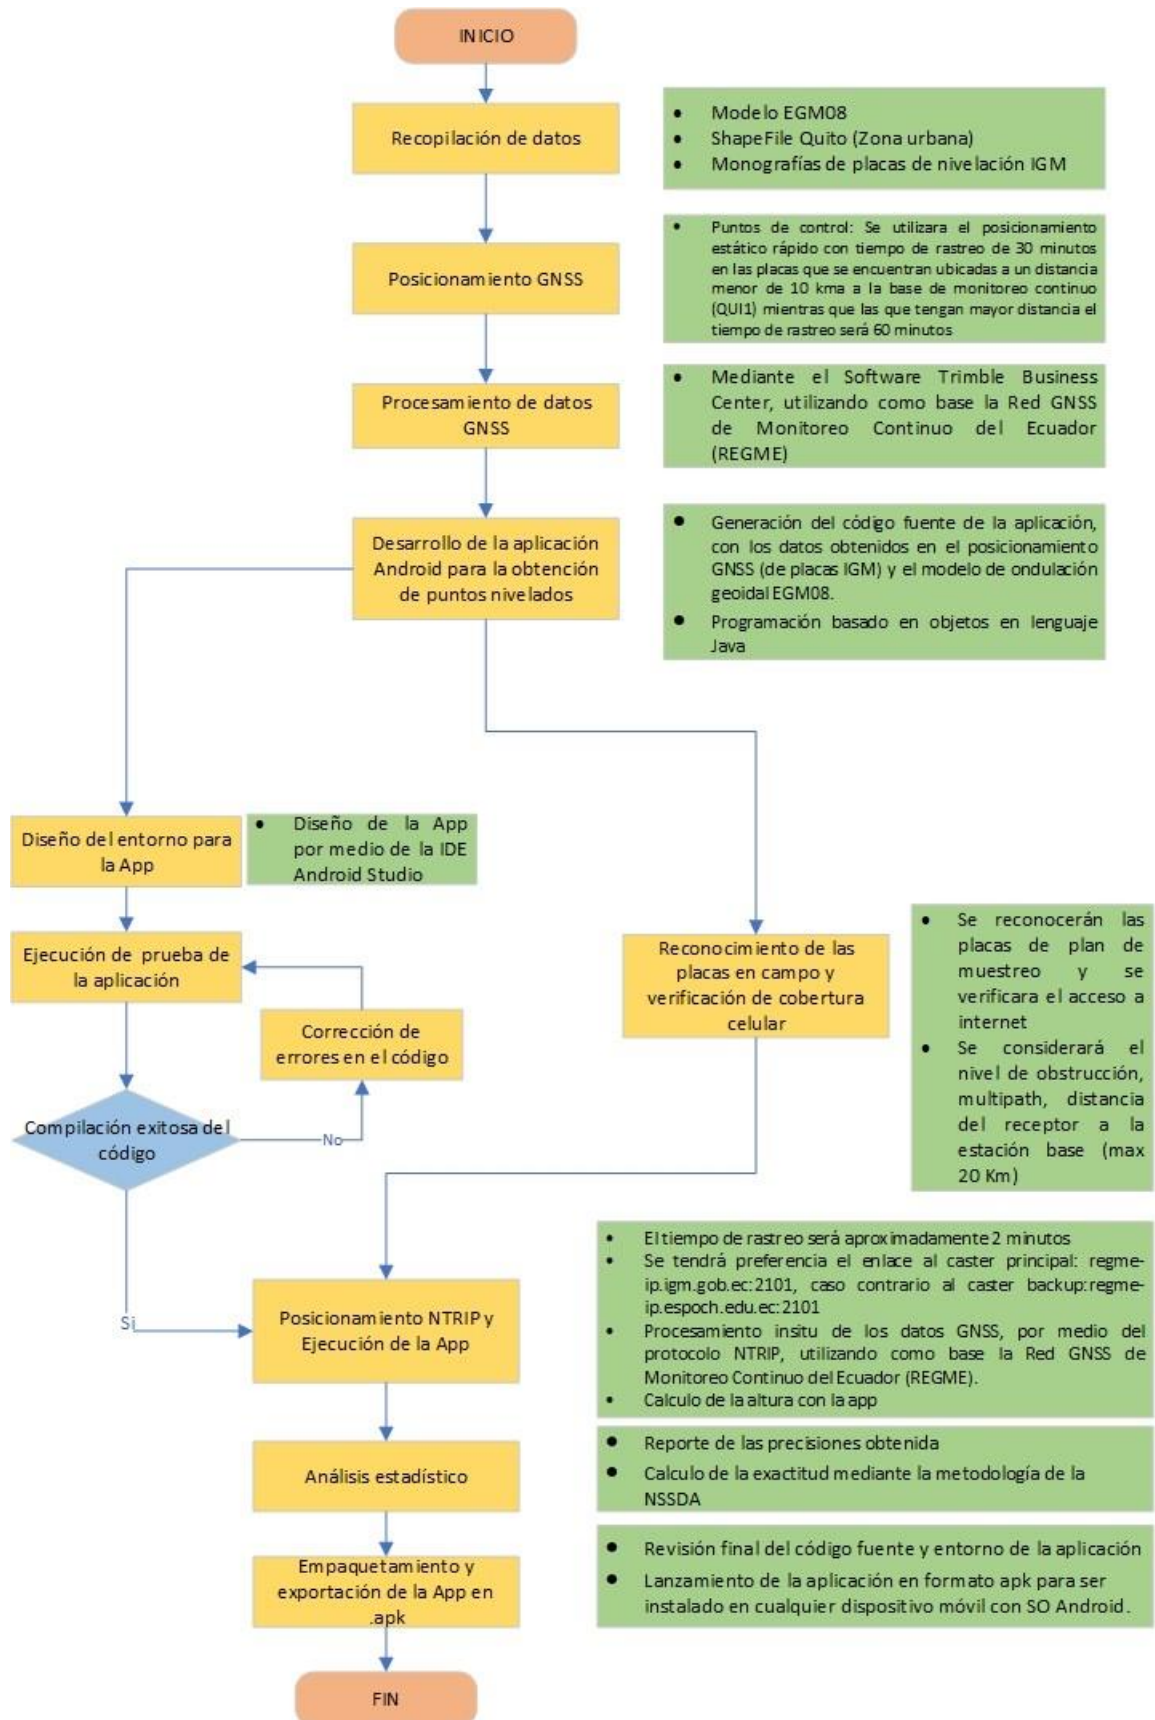 INICIO
Recopilación de datos
• Modelo EGM08
• ShapeFile Quito (Zona urbana)
• Monografías de placas de nivelación IGM
Posicionamiento GNSS
• Puntos de control: Se utilizara el posicionamiento
estático rápido con tiempo de rastreo de 30 minutos
en las placas que se encuentran ubicadas a un distancia
menor de 10 kma a la base de monitoreo continuo
(QUI1) mientras que las que tengan mayor distancia el
tiempo de rastreo será 60 minutos
Procesamiento de datos
GNSS
• Mediante el Software Trimble Business
Center, utilizando como base la Red GNSS
de Monitoreo Continuo del Ecuador
(REGME)
Desarrollo de la aplicación
Android para la obtención
de puntos nivelados
• Generación del código fuente de la aplicación,
con los datos obtenidos en el posicionamiento
GNSS (de placas IGM) y el modelo de ondulación
geoidal EGM08.
• Programación basado en objetos en lenguaje
Java
Diseño del entorno para
la App
• Diseño de la App
por medio de la IDE
Android Studio
Ejecución de prueba de
la aplicación
Corrección de
errores en el código
Compilación exitosa del
código
No
Si
Reconocimiento de las
placas en campo y
verificación de cobertura
celular
• Se reconocerán las
placas de plan de
muestreo y se
verificara el acceso a
internet
• Se considerará el
nivel de obstrucción,
multipath, distancia
del receptor a la
estación base (max
20 Km)
Posicionamiento NTRIP y
Ejecución de la App
• El tiempo de rastreo será aproximadamente 2 minutos
• Se tendrá preferencia el enlace al caster principal: regme-
ip.igm.gob.ec:2101, caso contrario al caster backup:regme-
ip.espoch.edu.ec:2101
• Procesamiento insitu de los datos GNSS, por medio del
protocolo NTRIP, utilizando como base la Red GNSS de
Monitoreo Continuo del Ecuador (REGME).
• Calculo de la altura con la app
Análisis estadístico
• Reporte de las precisiones obtenida
• Calculo de la exactitud mediante la metodología de la
NSSDA
Empaquetamiento y
exportación de la App en
.apk
• Revisión final del código fuente y entorno de la aplicación
• Lanzamiento de la aplicación en formato apk para ser
instalado en cualquier dispositivo móvil con SO Android.
FIN